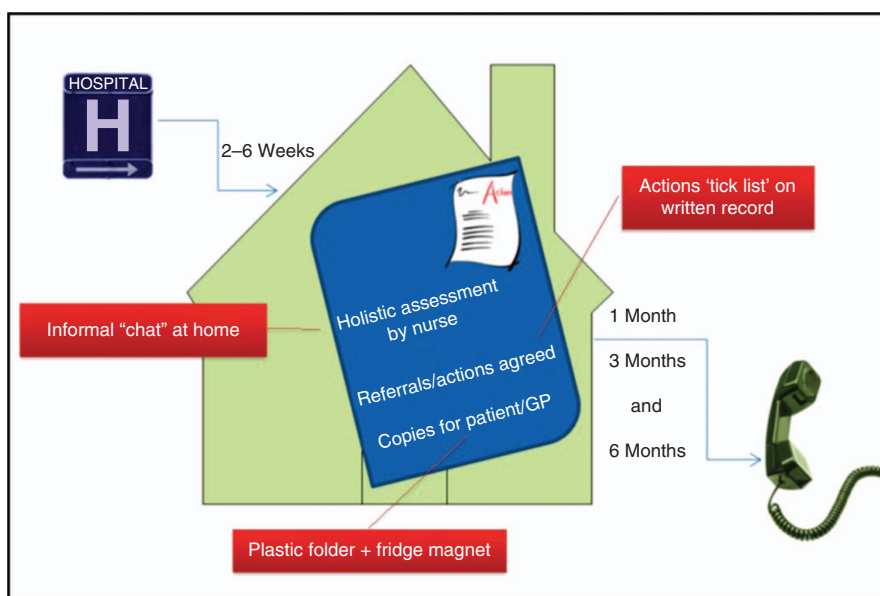 HOSPITAL
H
2–6 Weeks
Action
Actions ‘tick list’ on
written record
Holistic assessment
by nurse
Informal “chat” at home
Referrals/actions agreed
Copies for patient/GP
1 Month
3 Months
and
6 Months
Plastic folder + fridge magnet